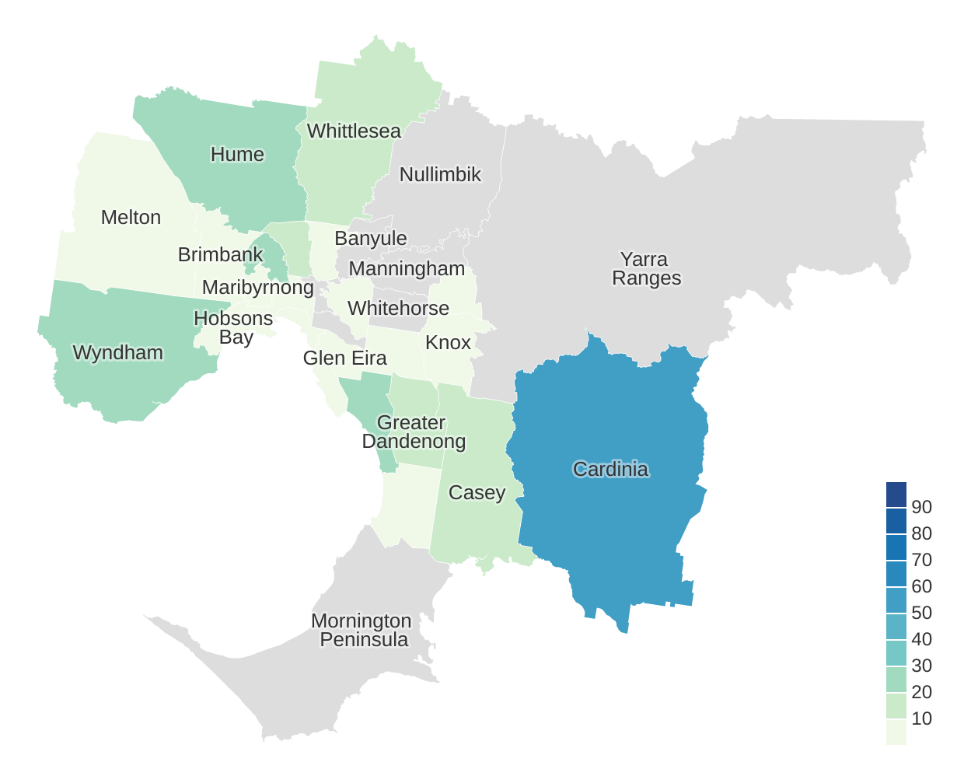 Whittlesea
Hume
Nullimbik
Melton
Banyule
Brimbank
Manningham
Yarra
Ranges
Maribyrnong
Whitehorse
Hobsons
Bay
Knox
Wyndham
Glen Eira
Greater
Dandenong
Cardinia
Casey
Mornington
Peninsula
90
80
70
60
50
40
30
20
10